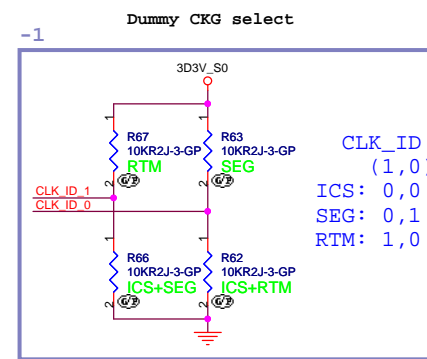 Dummy CKG select
-1
3D3V_S0
1
1
R67
10KR2J-3-GP
RTM
R63
10KR2J-3-GP
SEG
2
2
G/P
G/P
CLK_ID_1
CLK_ID_0
1
1
R66
10KR2J-3-GP
ICS+SEG
R62
10KR2J-3-GP
ICS+RTM
2
2
G/P
G/P
CLK_ID
(1,0)
ICS: 0,0
SEG: 0,1
RTM: 1,0